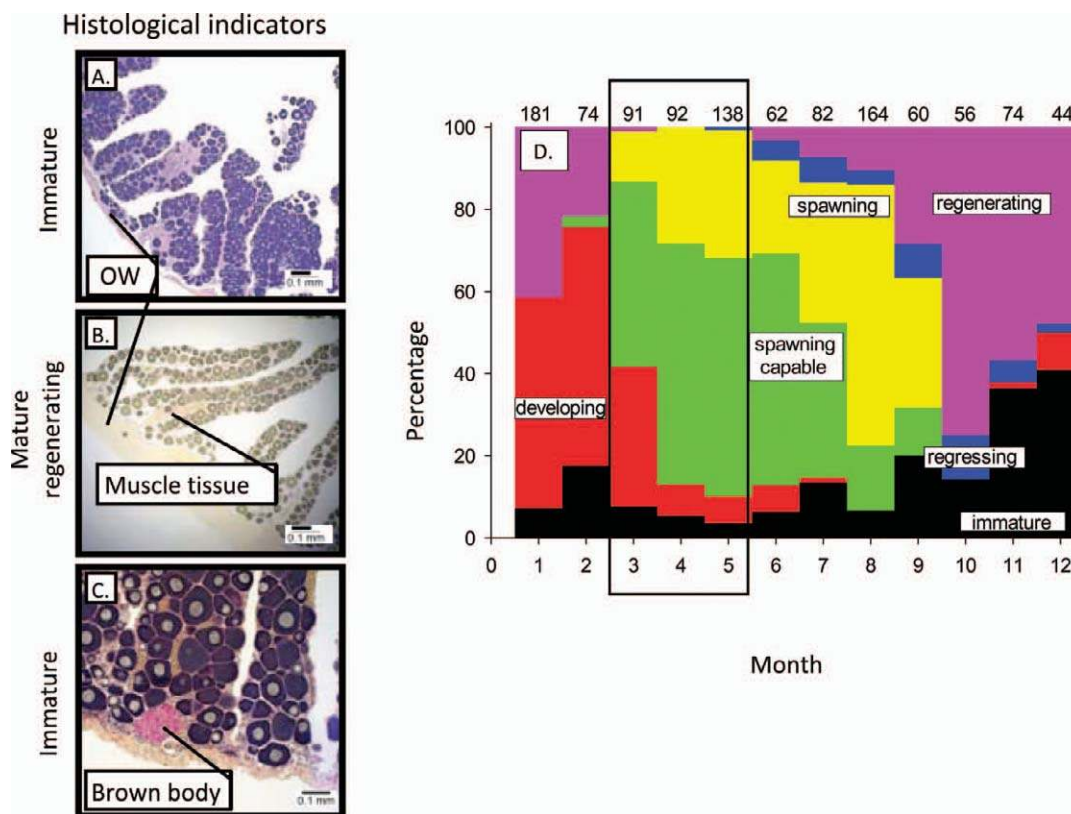 Histological indicators
A.
Immature
OW
0.1 mm
B.
Mature
regenerating
Muscle tissue
0.1 mm
C.
Immature
Brown body
0.1 mm
181 74 91 92 138 62 82 164 60 56 74 44
D.
100
80
60
40
20
0
Percentage
spawning
regenerating
spawning
capable
developing
regressing
immature
0 1 2 3 4 5 6 7 8 9 10 11 12
Month